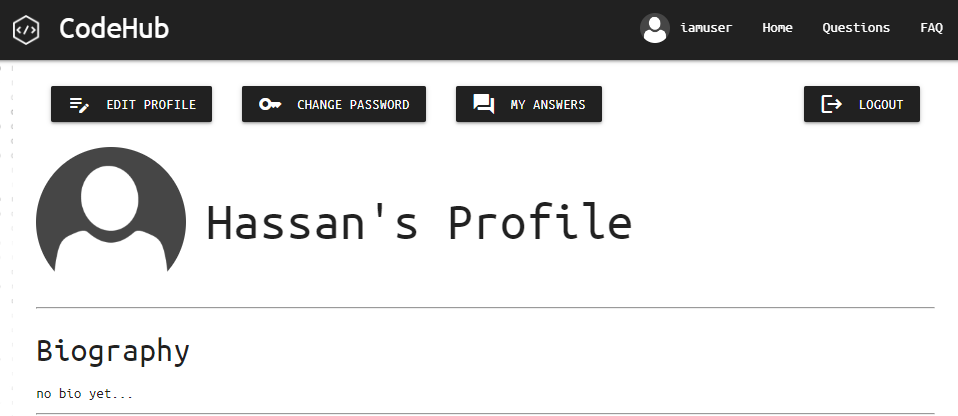 CodeHub iamuser Home Questions FAQ
EDIT PROFILE CHANGE PASSWORD MY ANSWERS LOGOUT
Hassan's Profile
Biography
no bio yet...